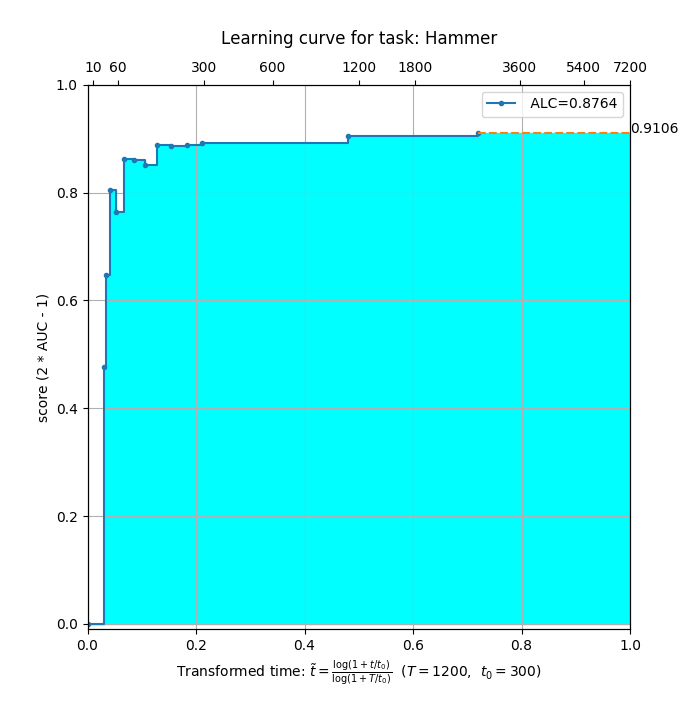 Learning curve for task: Hammer
10 60 300 600 1200 1800 3600 5400 7200
1.0
ALC=0.8764
0.9106
0.8
0.6
score (2 * AUC - 1)
0.4
0.2
0.0
0.0 0.2 0.4 0.6 0.8 1.0
Transformed time: t̃ = log(1 + t/t₀) / log(1 + T/t₀) (T = 1200, t₀ = 300)